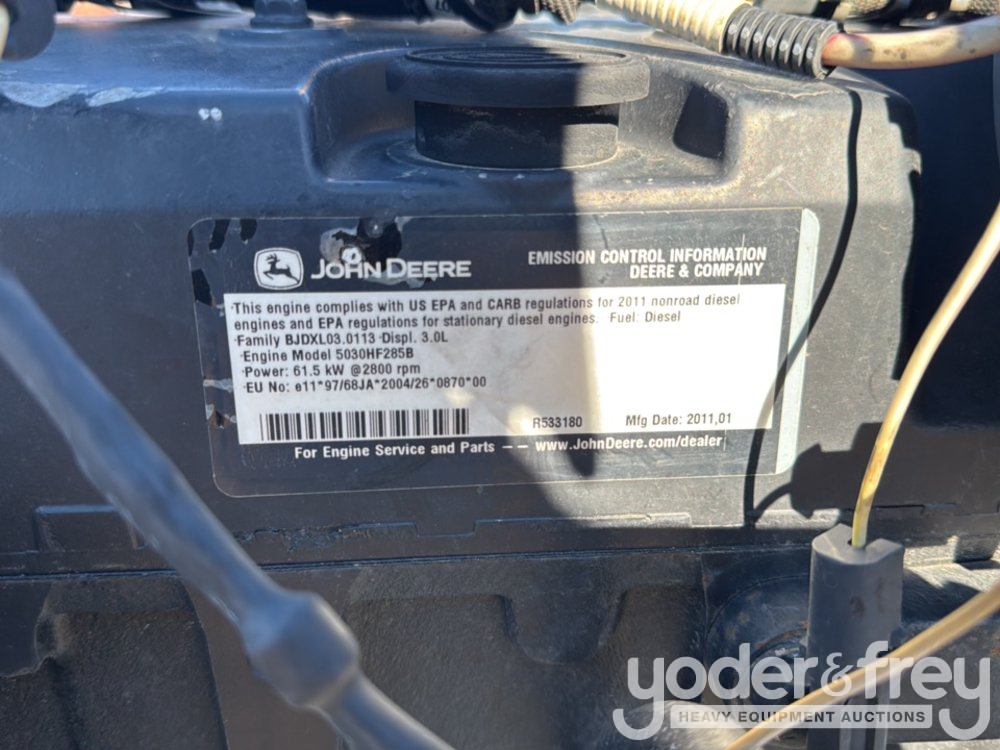 JOHN DEERE
EMISSION CONTROL INFORMATION
DEERE & COMPANY
This engine complies with US EPA and CARB regulations for 2011 nonroad diesel
engines and EPA regulations for stationary diesel engines. Fuel: Diesel
·Family BJDXL03.0113 ·Displ. 3.0L
·Engine Model 5030HF285B
·Power: 61.5 kW @2800 rpm
·EU No: e11*97/68JA*2004/26*0870*00
R533180 Mfg Date: 2011,01
For Engine Service and Parts – – www.JohnDeere.com/dealer
yoder&frey
HEAVY EQUIPMENT AUCTIONS